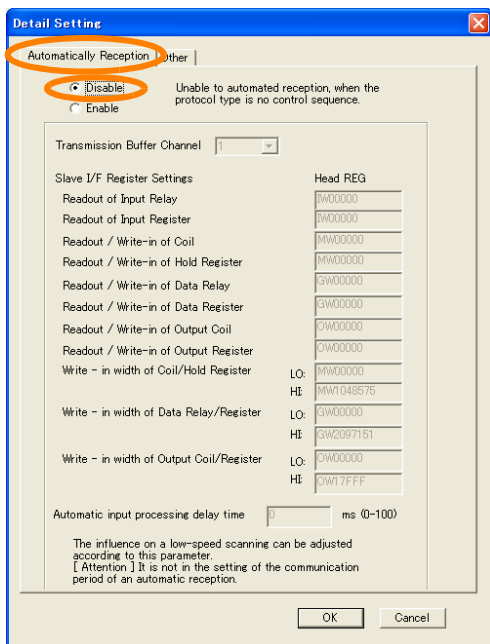 Detail Setting
Automatically Reception Other
Disable
Unable to automated reception, when the
protocol type is no control sequence.
Enable
Transmission Buffer Channel 1
Slave I/F Register Settings Head REG
Readout of Input Relay IW00000
Readout of Input Register IW00000
Readout / Write-in of Coil MW00000
Readout / Write-in of Hold Register MW00000
Readout / Write-in of Data Relay GW00000
Readout / Write-in of Data Register GW00000
Readout / Write-in of Output Coil OW00000
Readout / Write-in of Output Register OW00000
Write - in width of Coil/Hold Register LO: MW00000
HI: MW1048575
Write - in width of Data Relay/Register LO: GW00000
HI: GW2097151
Write - in width of Output Coil/Register LO: OW00000
HI: OW17FFF
Automatic input processing delay time 0 ms (0-100)
The influence on a low-speed scanning can be adjusted
according to this parameter.
[ Attention ] It is not in the setting of the communication
period of an automatic reception.
OK Cancel